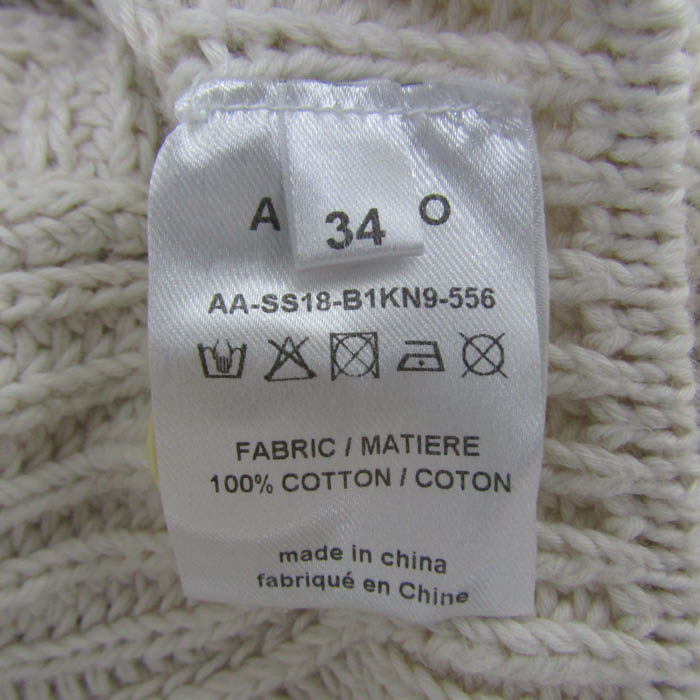 A 34 O
AA-SS18-B1KN9-556
FABRIC / MATIERE
100% COTTON / COTON
made in china
fabriqué en Chine